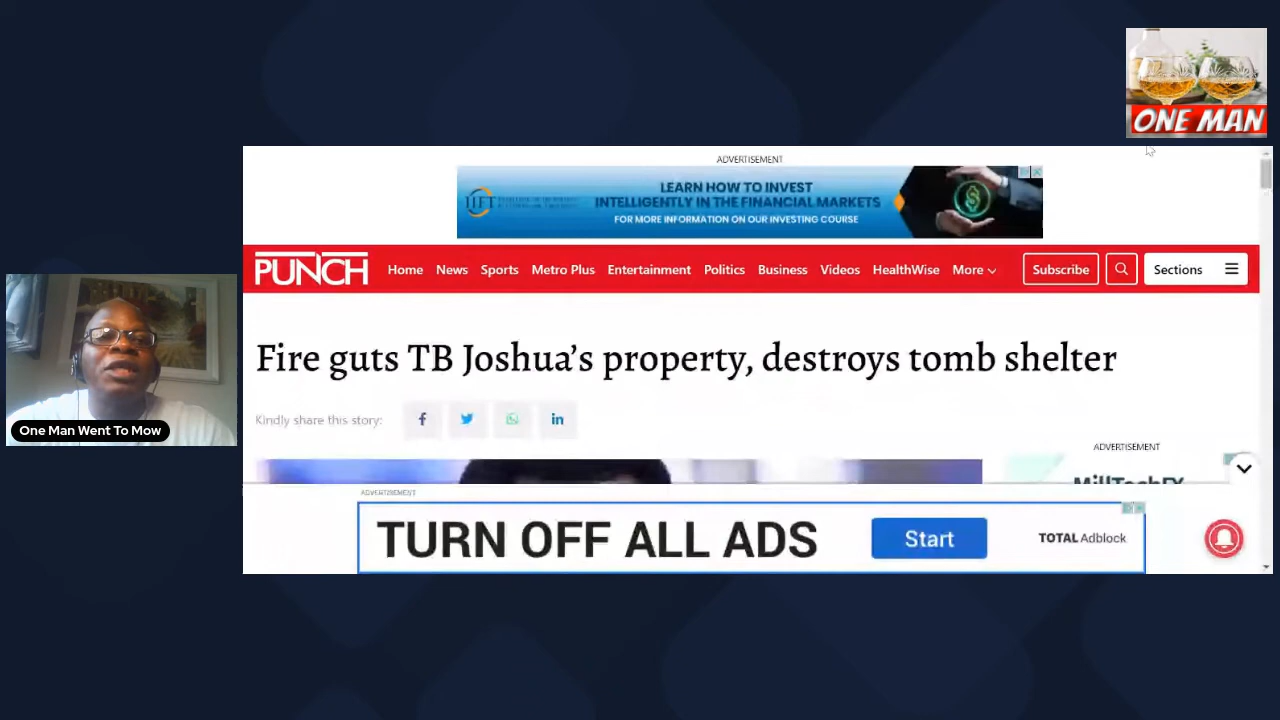 ONE MAN
ADVERTISEMENT
LEARN HOW TO INVEST
INTELLIGENTLY IN THE FINANCIAL MARKETS
FOR MORE INFORMATION ON OUR INVESTING COURSE
PUNCH Home News Sports Metro Plus Entertainment Politics Business Videos HealthWise More Subscribe Sections
Fire guts TB Joshua's property, destroys tomb shelter
Kindly share this story:
ADVERTISEMENT
MillTechFX
One Man Went To Mow
ADVERTISEMENT
TURN OFF ALL ADS Start TOTAL Adblock